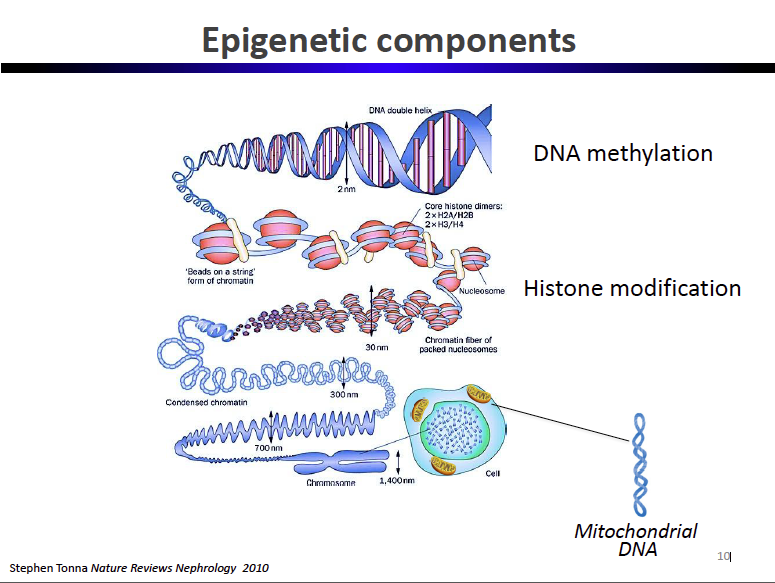 Epigenetic components
DNA double helix
DNA methylation
2 nm
Core histone dimers:
2 × H2A/H2B
2 × H3/H4
'Beads on a string'
form of chromatin
Nucleosome
Histone modification
30 nm
Chromatin fiber of
packed nucleosomes
300 nm
Condensed chromatin
700 nm
Chromosome
1,400 nm
Cell
Mitochondrial
DNA
10
Stephen Tonna Nature Reviews Nephrology 2010